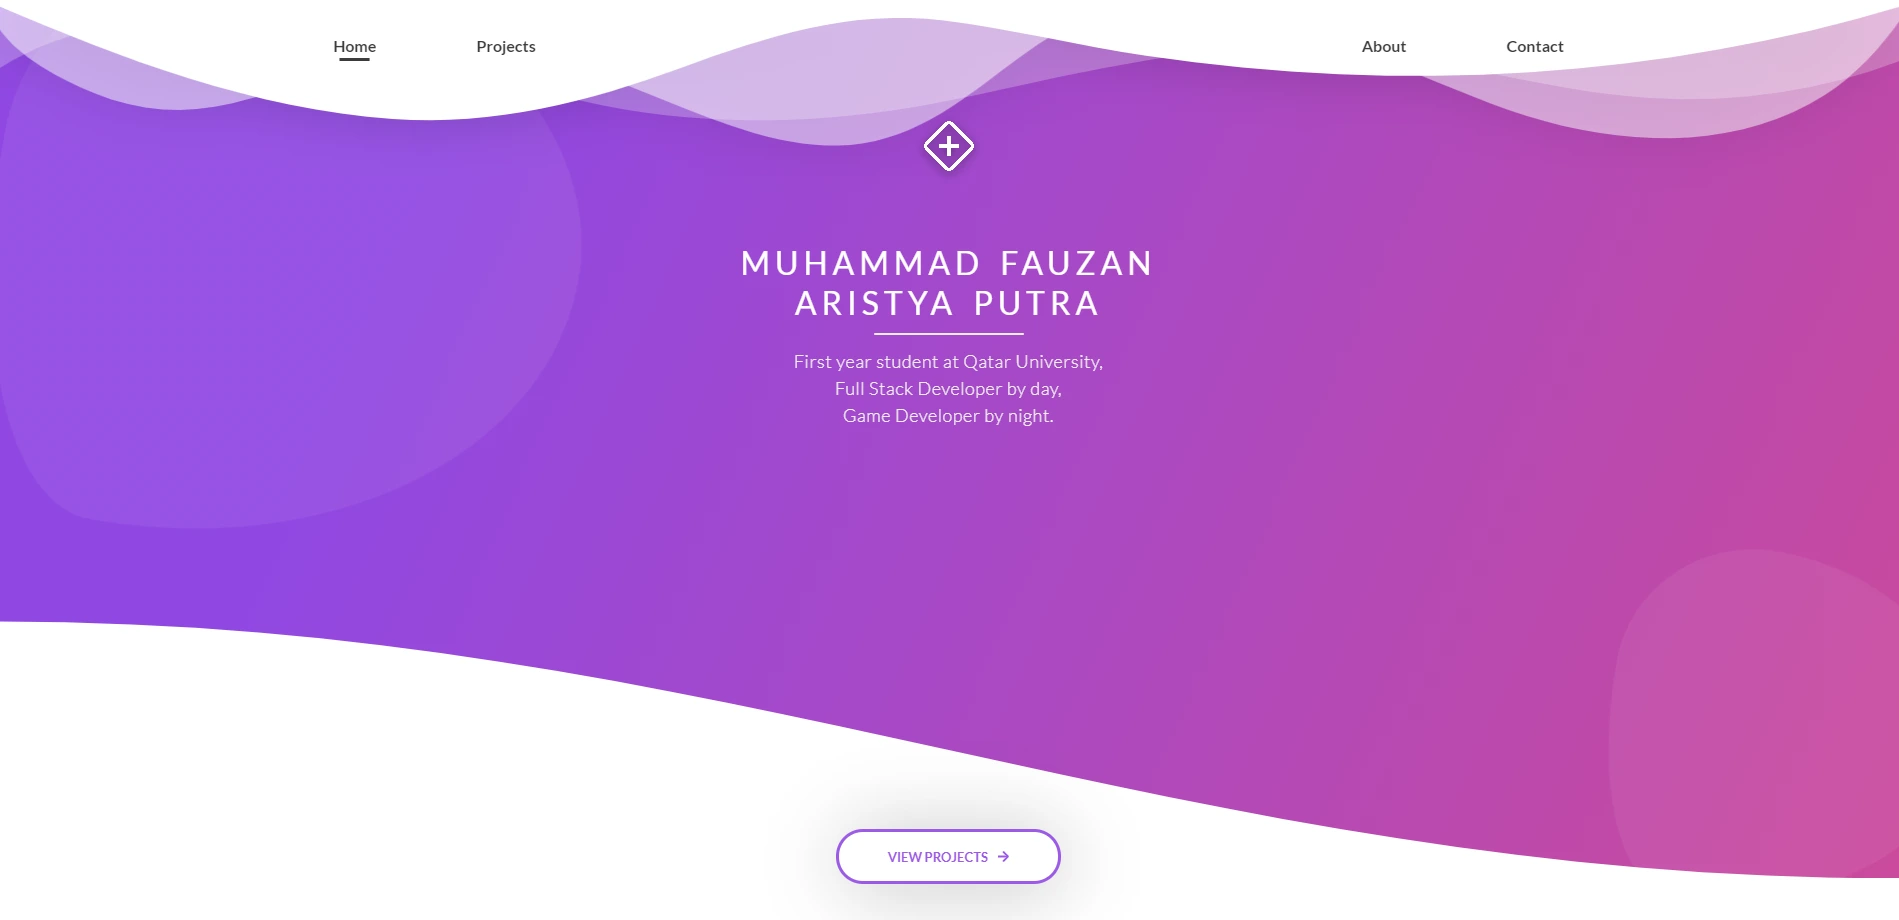 Home
Projects
About
Contact
MUHAMMAD FAUZAN
ARISTYA PUTRA
First year student at Qatar University,
Full Stack Developer by day,
Game Developer by night.
VIEW PROJECTS